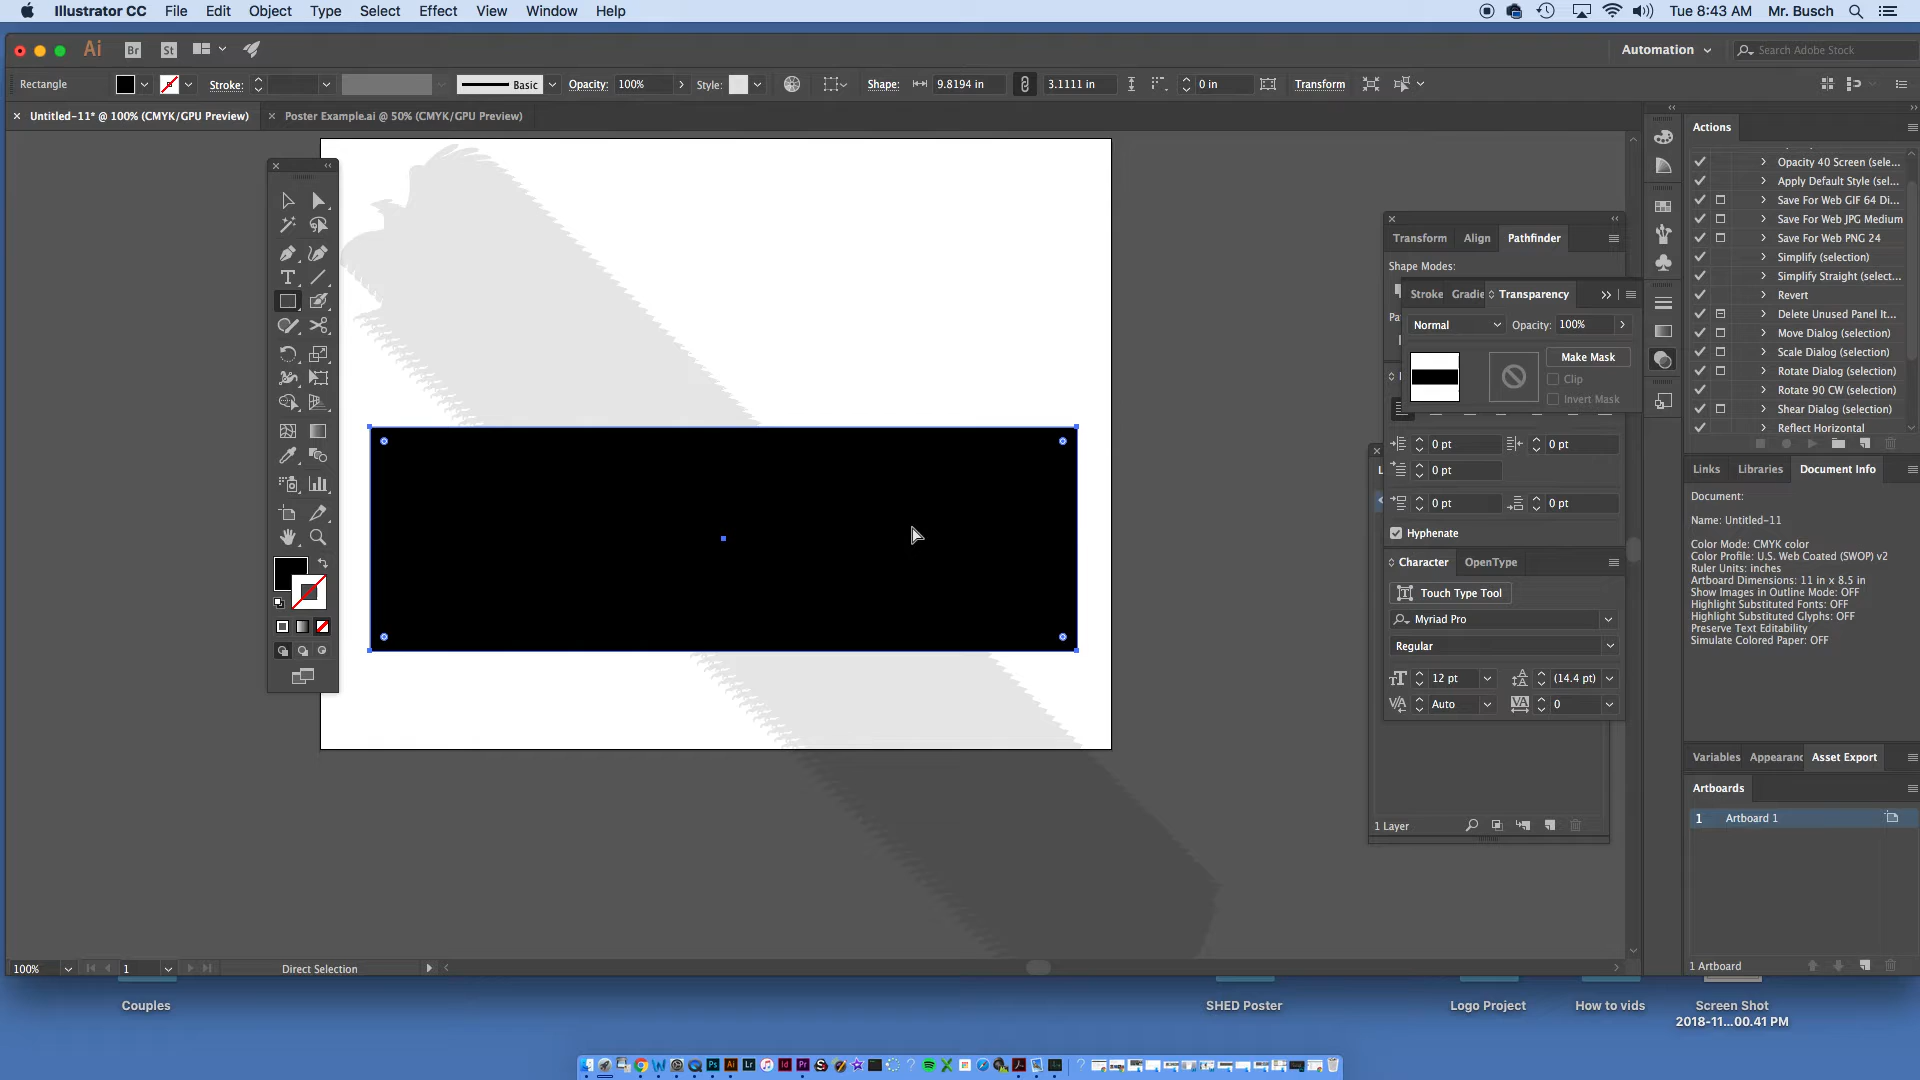 Illustrator CC File Edit Object Type Select Effect View Window Help
Tue 8:43 AM Mr. Busch
Ai Br St
Automation
Search Adobe Stock
Rectangle Stroke: Basic Opacity: 100% Style: Shape: 9.8194 in 3.1111 in 0 in Transform
Untitled-11* @ 100% (CMYK/GPU Preview)
Poster Example.ai @ 50% (CMYK/GPU Preview)
Actions
Opacity 40 Screen (sele...
Apply Default Style (sel...
Save For Web GIF 64 Di...
Save For Web JPG Medium
Save For Web PNG 24
Simplify (selection)
Simplify Straight (select...
Revert
Delete Unused Panel It...
Move Dialog (selection)
Scale Dialog (selection)
Rotate Dialog (selection)
Rotate 90 CW (selection)
Shear Dialog (selection)
Reflect Horizontal
Transform Align Pathfinder
Shape Modes:
Stroke Gradie Transparency
Normal Opacity: 100%
Make Mask
Clip
Invert Mask
0 pt 0 pt
0 pt
0 pt 0 pt
Hyphenate
Character OpenType
Touch Type Tool
Myriad Pro
Regular
12 pt (14.4 pt)
Auto 0
1 Layer
Links Libraries Document Info
Document:
Name: Untitled-11
Color Mode: CMYK color
Color Profile: U.S. Web Coated (SWOP) v2
Ruler Units: inches
Artboard Dimensions: 11 in x 8.5 in
Show Images in Outline Mode: OFF
Highlight Substituted Fonts: OFF
Highlight Substituted Glyphs: OFF
Preserve Text Editability
Simulate Colored Paper: OFF
Variables Appearanc Asset Export
Artboards
1 Artboard 1
1 Artboard
100% 1 Direct Selection
Couples
SHED Poster
Logo Project
How to vids
Screen Shot
2018-11...00.41 PM